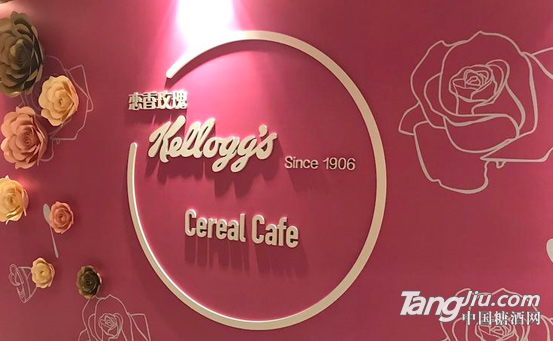 恋香玫瑰
Kellogg's
Since 1906
Cereal Cafe
TangJiu.com
中国糖酒网